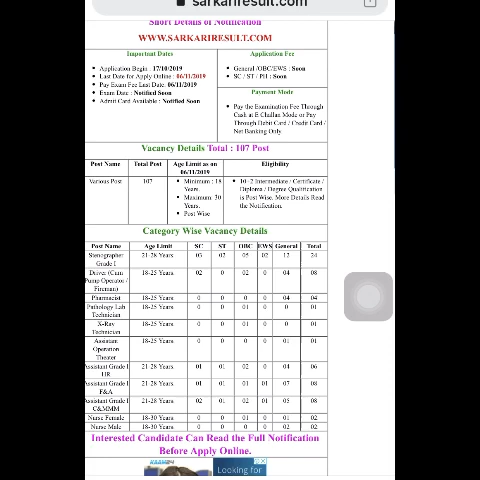 sarkariresult.com
Short Details of Notification
WWW.SARKARIRESULT.COM
Important Dates
Application Begin : 17/10/2019
Last Date for Apply Online : 06/11/2019
Pay Exam Fee Last Date: 06/11/2019
Exam Date : Notified Soon
Admit Card Available : Notified Soon
Application Fee
General /OBC/EWS : Soon
SC / ST / PH : Soon
Payment Mode
Pay the Examination Fee Through
Cash at E Challan Mode or Pay
Through Debit Card / Credit Card /
Net Banking Only
Vacancy Details Total : 107 Post
Post Name Total Post Age Limit as on 06/11/2019 Eligibility
Various Post 107
Minimum : 18
Years.
Maximum: 30
Years.
Post Wise
10+2 Intermediate / Certificate /
Diploma / Degree Qualification
is Post Wise. More Details Read
the Notification.
Category Wise Vacancy Details
Post Name Age Limit SC ST OBC EWS General Total
Stenographer Grade I 21-28 Years. 03 02 05 02 12 24
Driver (Cum Pump Operator / Fireman) 18-25 Years. 02 0 02 0 04 08
Pharmacist 18-25 Years 0 0 0 0 04 04
Pathology Lab Technician 18-25 Years 0 0 01 0 0 01
X-Ray Technician 18-25 Years 0 0 01 0 0 01
Assistant Operation Theater 18-25 Years 0 0 0 0 01 01
Assistant Grade I HR 21-28 Years. 01 01 02 0 04 06
Assistant Grade I F&A 21-28 Years. 01 01 01 01 07 08
Assistant Grade I C&MMM 21-28 Years. 02 01 02 01 05 08
Nurse Female 18-30 Years 0 0 01 0 01 02
Nurse Male 18-30 Years 0 0 0 0 02 02
Interested Candidate Can Read the Full Notification
Before Apply Online.
Looking for